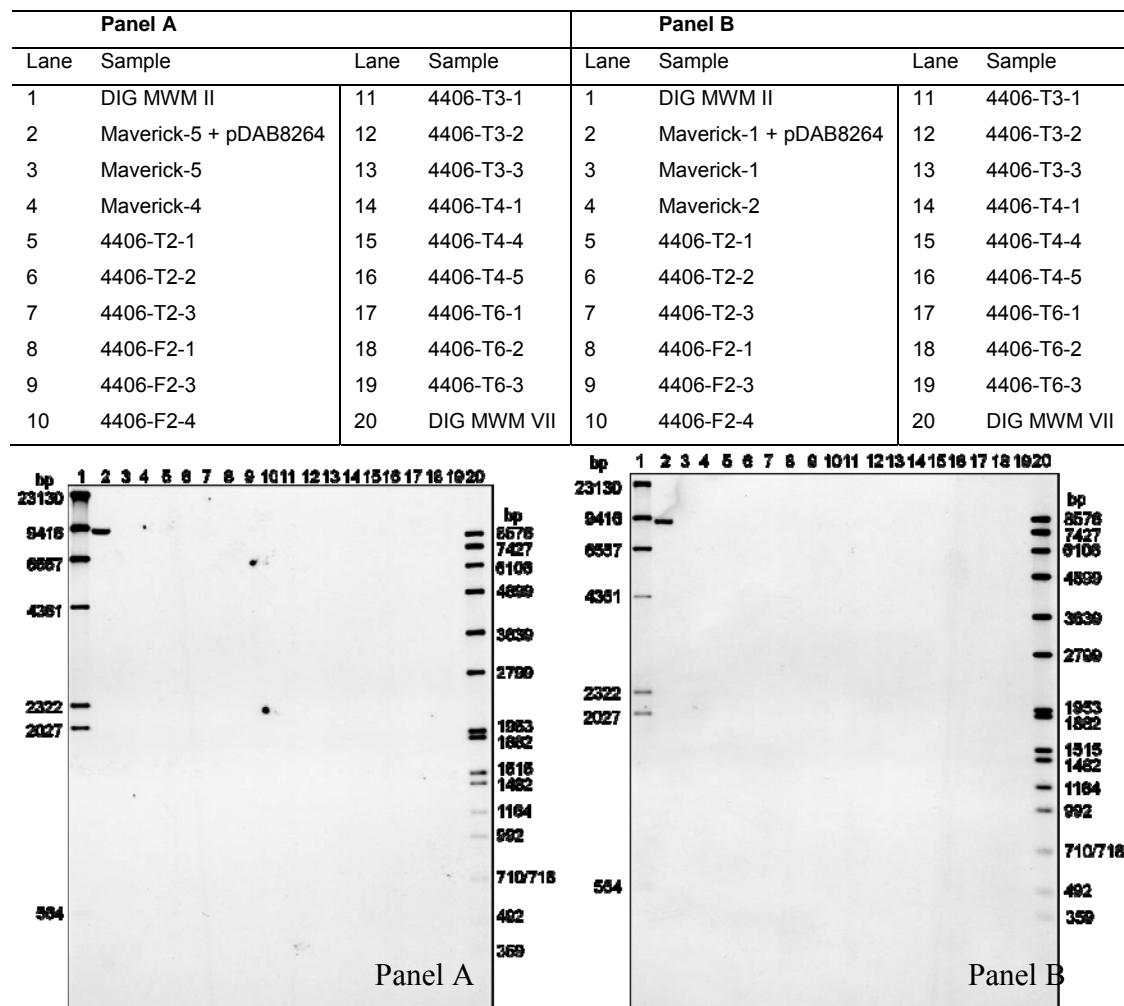 Panel A Panel B
Lane Sample Lane Sample Lane Sample Lane Sample
1 DIG MWM II 11 4406-T3-1 1 DIG MWM II 11 4406-T3-1
2 Maverick-5 + pDAB8264 12 4406-T3-2 2 Maverick-1 + pDAB8264 12 4406-T3-2
3 Maverick-5 13 4406-T3-3 3 Maverick-1 13 4406-T3-3
4 Maverick-4 14 4406-T4-1 4 Maverick-2 14 4406-T4-1
5 4406-T2-1 15 4406-T4-4 5 4406-T2-1 15 4406-T4-4
6 4406-T2-2 16 4406-T4-5 6 4406-T2-2 16 4406-T4-5
7 4406-T2-3 17 4406-T6-1 7 4406-T2-3 17 4406-T6-1
8 4406-F2-1 18 4406-T6-2 8 4406-F2-1 18 4406-T6-2
9 4406-F2-3 19 4406-T6-3 9 4406-F2-3 19 4406-T6-3
10 4406-F2-4 20 DIG MWM VII 10 4406-F2-4 20 DIG MWM VII
bp 1 2 3 4 5 6 7 8 9 10 11 12 13 14 15 16 17 18 19 20
23130
9416
6557
4361
2322
2027
564
bp
8576
7427
6106
4899
3639
2799
1953
1882
1515
1482
1164
992
710/718
492
359
Panel A
bp 1 2 3 4 5 6 7 8 9 10 11 12 13 14 15 16 17 18 19 20
23130
9416
6557
4361
2322
2027
564
bp
8576
7427
6106
4899
3639
2799
1953
1882
1515
1482
1164
992
710/718
492
359
Panel B